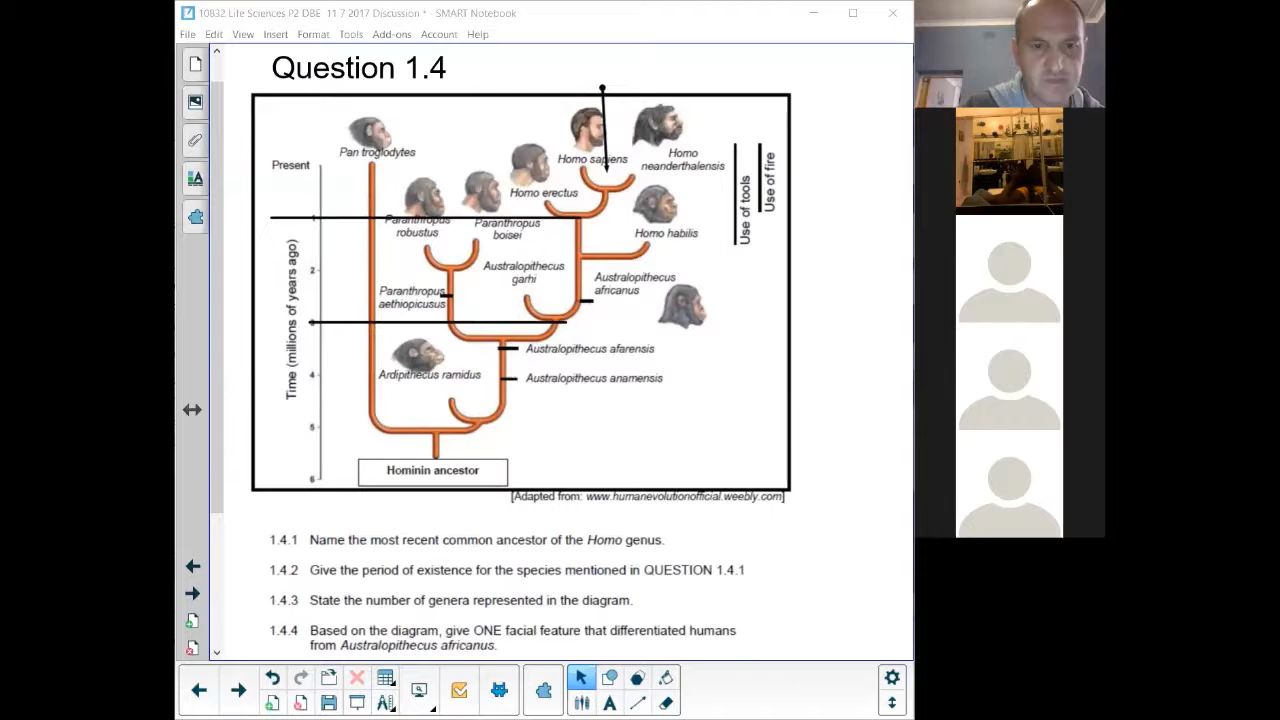 10832 Life Sciences P2 DBE 11 7 2017 Discussion * - SMART Notebook
File Edit View Insert Format Tools Add-ons Account Help
Question 1.4
Pan troglodytes
Homo sapiens
Homo
neanderthalensis
Present
Homo erectus
Use of tools
Use of fire
Paranthropus
robustus
Paranthropus
boisei
Homo habilis
1
Time (millions of years ago)
2
Australopithecus
garhi
Australopithecus
africanus
Paranthropus
aethiopicusus
3
Australopithecus afarensis
Ardipithecus ramidus
4
Australopithecus anamensis
5
Hominin ancestor
6
[Adapted from: www.humanevolutionofficial.weebly.com]
1.4.1 Name the most recent common ancestor of the Homo genus.
1.4.2 Give the period of existence for the species mentioned in QUESTION 1.4.1
1.4.3 State the number of genera represented in the diagram.
1.4.4 Based on the diagram, give ONE facial feature that differentiated humans
from Australopithecus africanus.